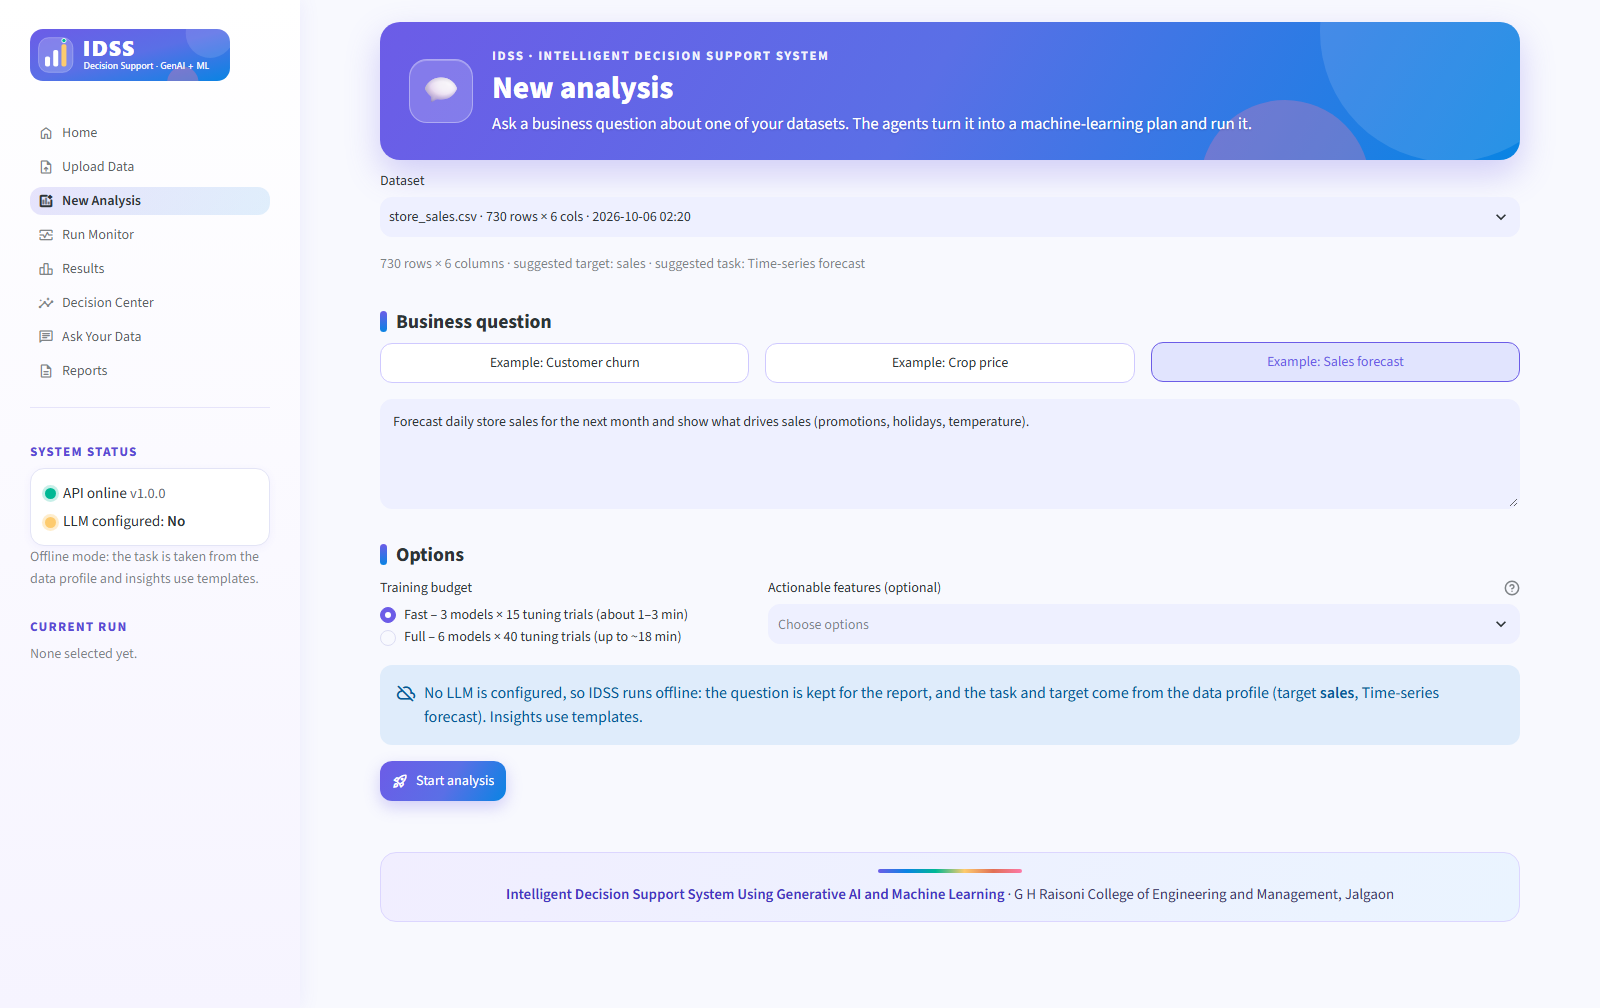 IDSS
Decision Support · GenAI + ML
Home
Upload Data
New Analysis
Run Monitor
Results
Decision Center
Ask Your Data
Reports
SYSTEM STATUS
API online v1.0.0
LLM configured: No
Offline mode: the task is taken from the
data profile and insights use templates.
CURRENT RUN
None selected yet.
IDSS · INTELLIGENT DECISION SUPPORT SYSTEM
New analysis
Ask a business question about one of your datasets. The agents turn it into a machine-learning plan and run it.
Dataset
store_sales.csv · 730 rows × 6 cols · 2026-10-06 02:20
730 rows × 6 columns · suggested target: sales · suggested task: Time-series forecast
Business question
Example: Customer churn
Example: Crop price
Example: Sales forecast
Forecast daily store sales for the next month and show what drives sales (promotions, holidays, temperature).
Options
Training budget
Fast – 3 models × 15 tuning trials (about 1–3 min)
Full – 6 models × 40 tuning trials (up to ~18 min)
Actionable features (optional)
Choose options
No LLM is configured, so IDSS runs offline: the question is kept for the report, and the task and target come from the data profile (target sales, Time-series
forecast). Insights use templates.
Start analysis
Intelligent Decision Support System Using Generative AI and Machine Learning · G H Raisoni College of Engineering and Management, Jalgaon